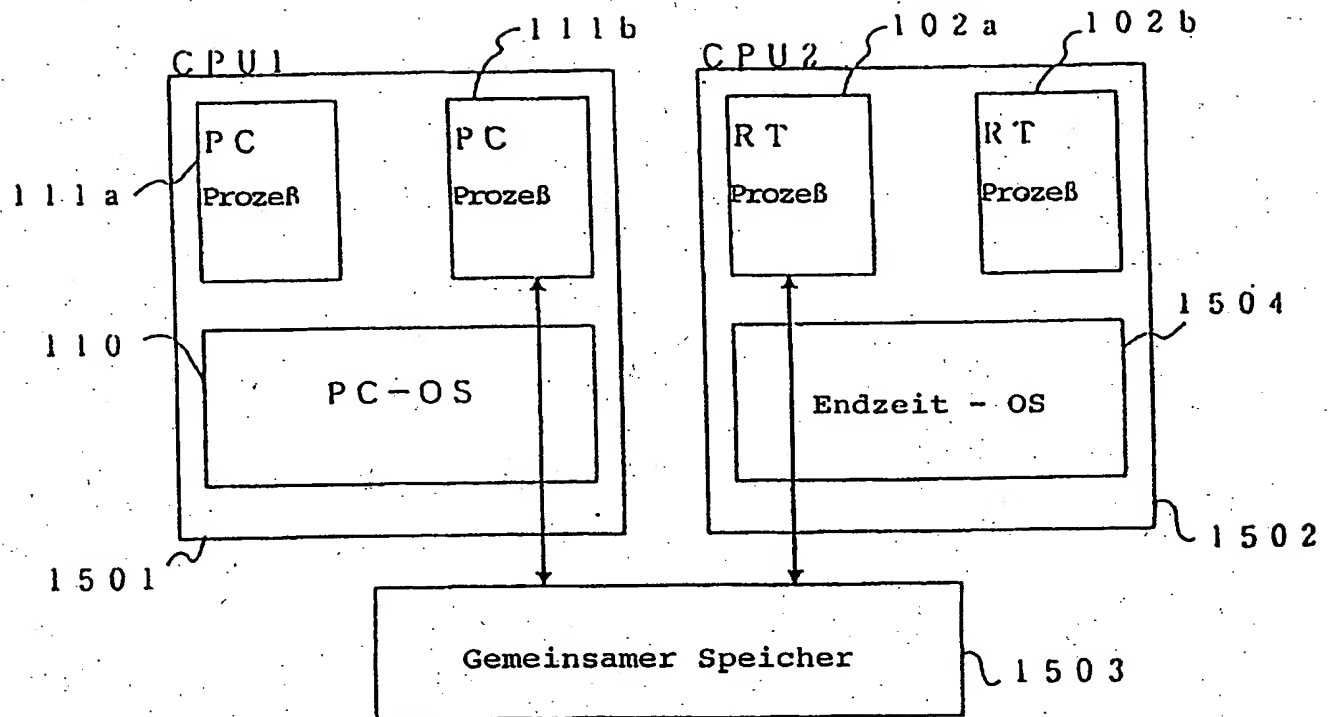 111b
102a
102b
CPU1
CPU2
PC
Prozeß
PC
Prozeß
RT
Prozeß
RT
Prozeß
111a
1504
110
PC-OS
Endzeit - OS
1501
1502
Gemeinsamer Speicher
1503